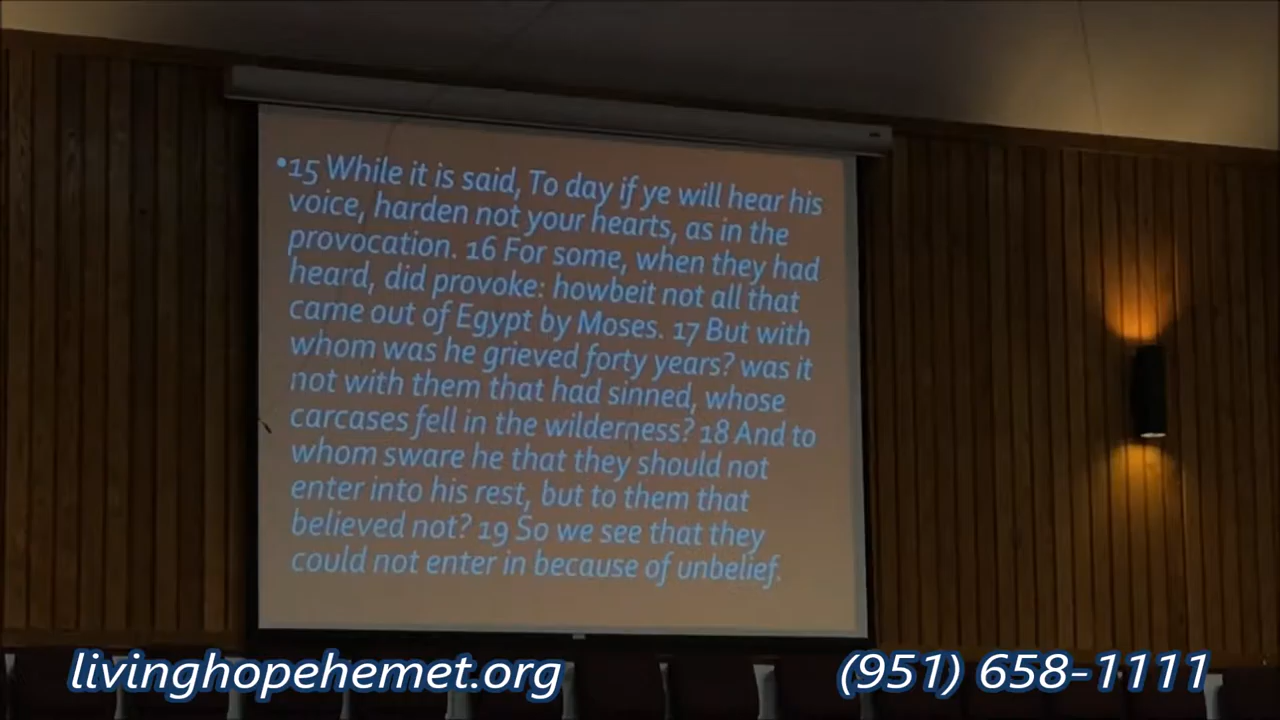 •15 While it is said, To day if ye will hear his
voice, harden not your hearts, as in the
provocation. 16 For some, when they had
heard, did provoke: howbeit not all that
came out of Egypt by Moses. 17 But with
whom was he grieved forty years? was it
not with them that had sinned, whose
carcases fell in the wilderness? 18 And to
whom sware he that they should not
enter into his rest, but to them that
believed not? 19 So we see that they
could not enter in because of unbelief.
livinghopehemet.org
(951) 658-1111